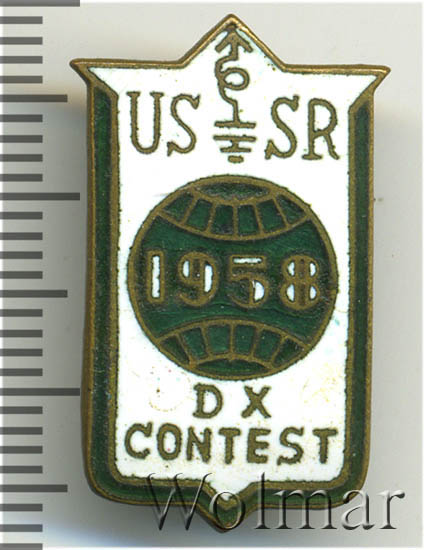 US SR
1958
DX
CONTEST
Wolmar